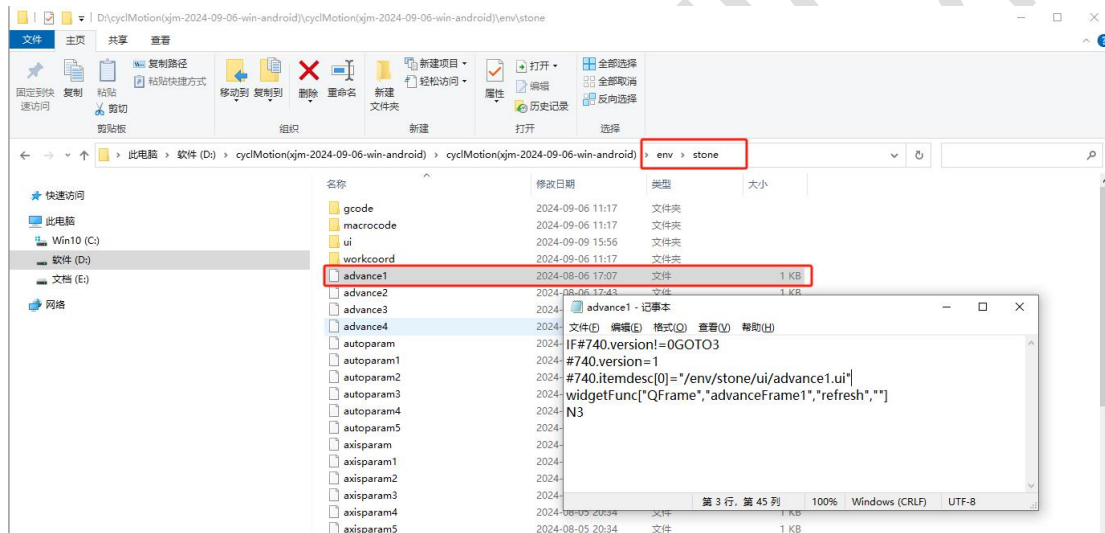 D:\cyclMotion(xjm-2024-09-06-win-android)\cyclMotion(xjm-2024-09-06-win-android)\env\stone
文件 主页 共享 查看
固定到快速访问
复制
粘贴
复制路径
粘贴快捷方式
剪切
移动到 复制到 删除 重命名
新建文件夹
新建项目
轻松访问
属性
打开
编辑
历史记录
全部选择
全部取消
反向选择
剪贴板 组织 新建 打开 选择
此电脑 › 软件 (D:) › cyclMotion(xjm-2024-09-06-win-android) › cyclMotion(xjm-2024-09-06-win-android) › env › stone
快速访问
此电脑
Win10 (C:)
软件 (D:)
文档 (E:)
网络
名称 修改日期 类型 大小
gcode 2024-09-06 11:17 文件夹
macrocode 2024-09-06 11:17 文件夹
ui 2024-09-09 15:56 文件夹
workcoord 2024-09-06 11:17 文件夹
advance1 2024-08-06 17:07 文件 1 KB
advance2 2024-08-06 17:43 文件 1 KB
advance3 2024-
advance4 2024-
autoparam 2024-
autoparam1 2024-
autoparam2 2024-
autoparam3 2024-
autoparam4 2024-
autoparam5 2024-
axisparam 2024-
axisparam1 2024-
axisparam2 2024-
axisparam3 2024-
axisparam4 2024-08-05 20:34 文件 1 KB
axisparam5 2024-08-05 20:34 文件 1 KB
advance1 - 记事本
文件(F) 编辑(E) 格式(O) 查看(V) 帮助(H)
IF#740.version!=0GOTO3
#740.version=1
#740.itemdesc[0]="/env/stone/ui/advance1.ui"
widgetFunc["QFrame","advanceFrame1","refresh",""]
N3
第 3 行, 第 45 列 100% Windows (CRLF) UTF-8